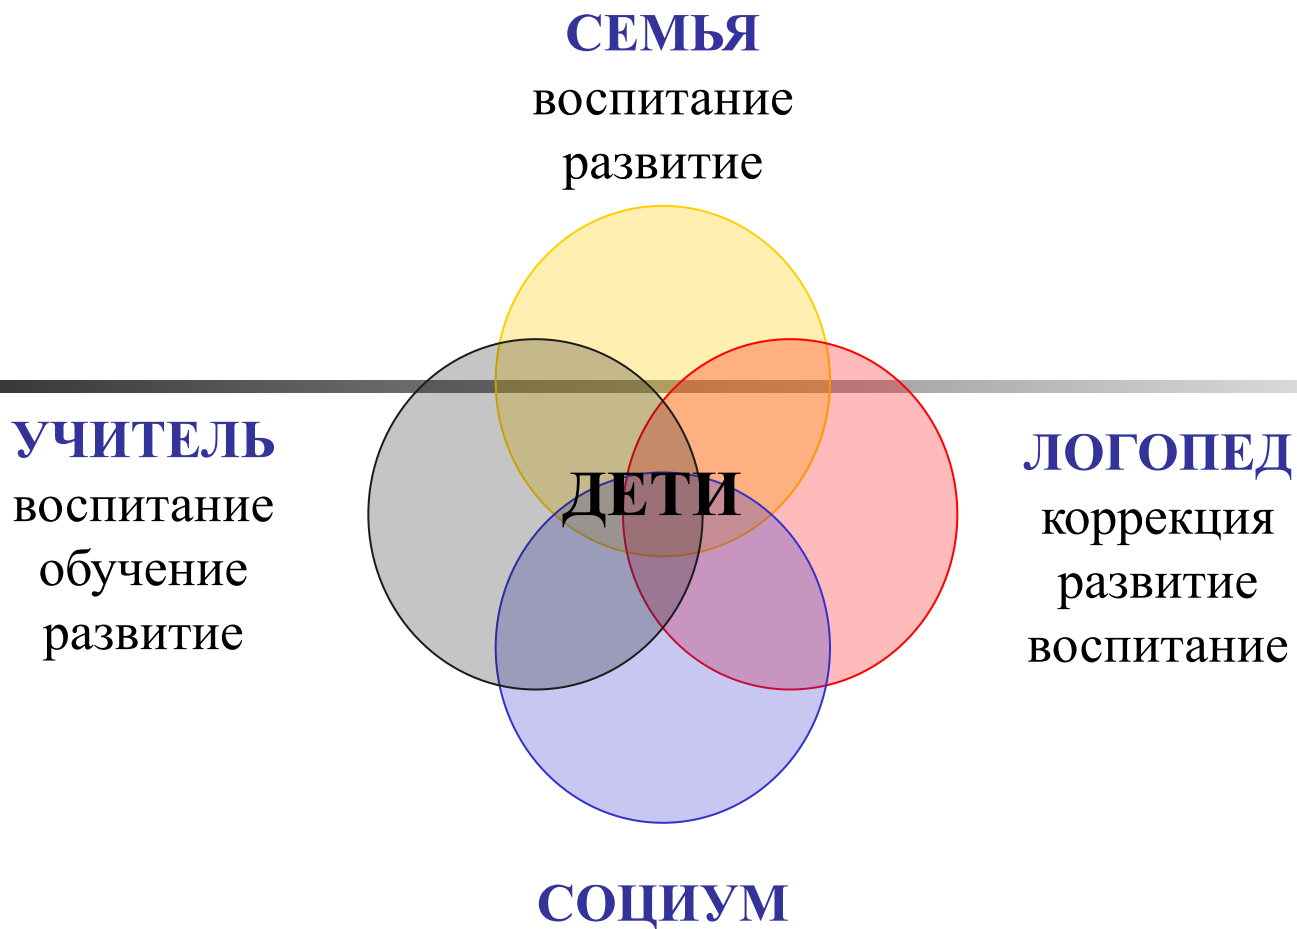 СЕМЬЯ
воспитание
развитие
УЧИТЕЛЬ
воспитание
обучение
развитие
ДЕТИ
ЛОГОПЕД
коррекция
развитие
воспитание
СОЦИУМ